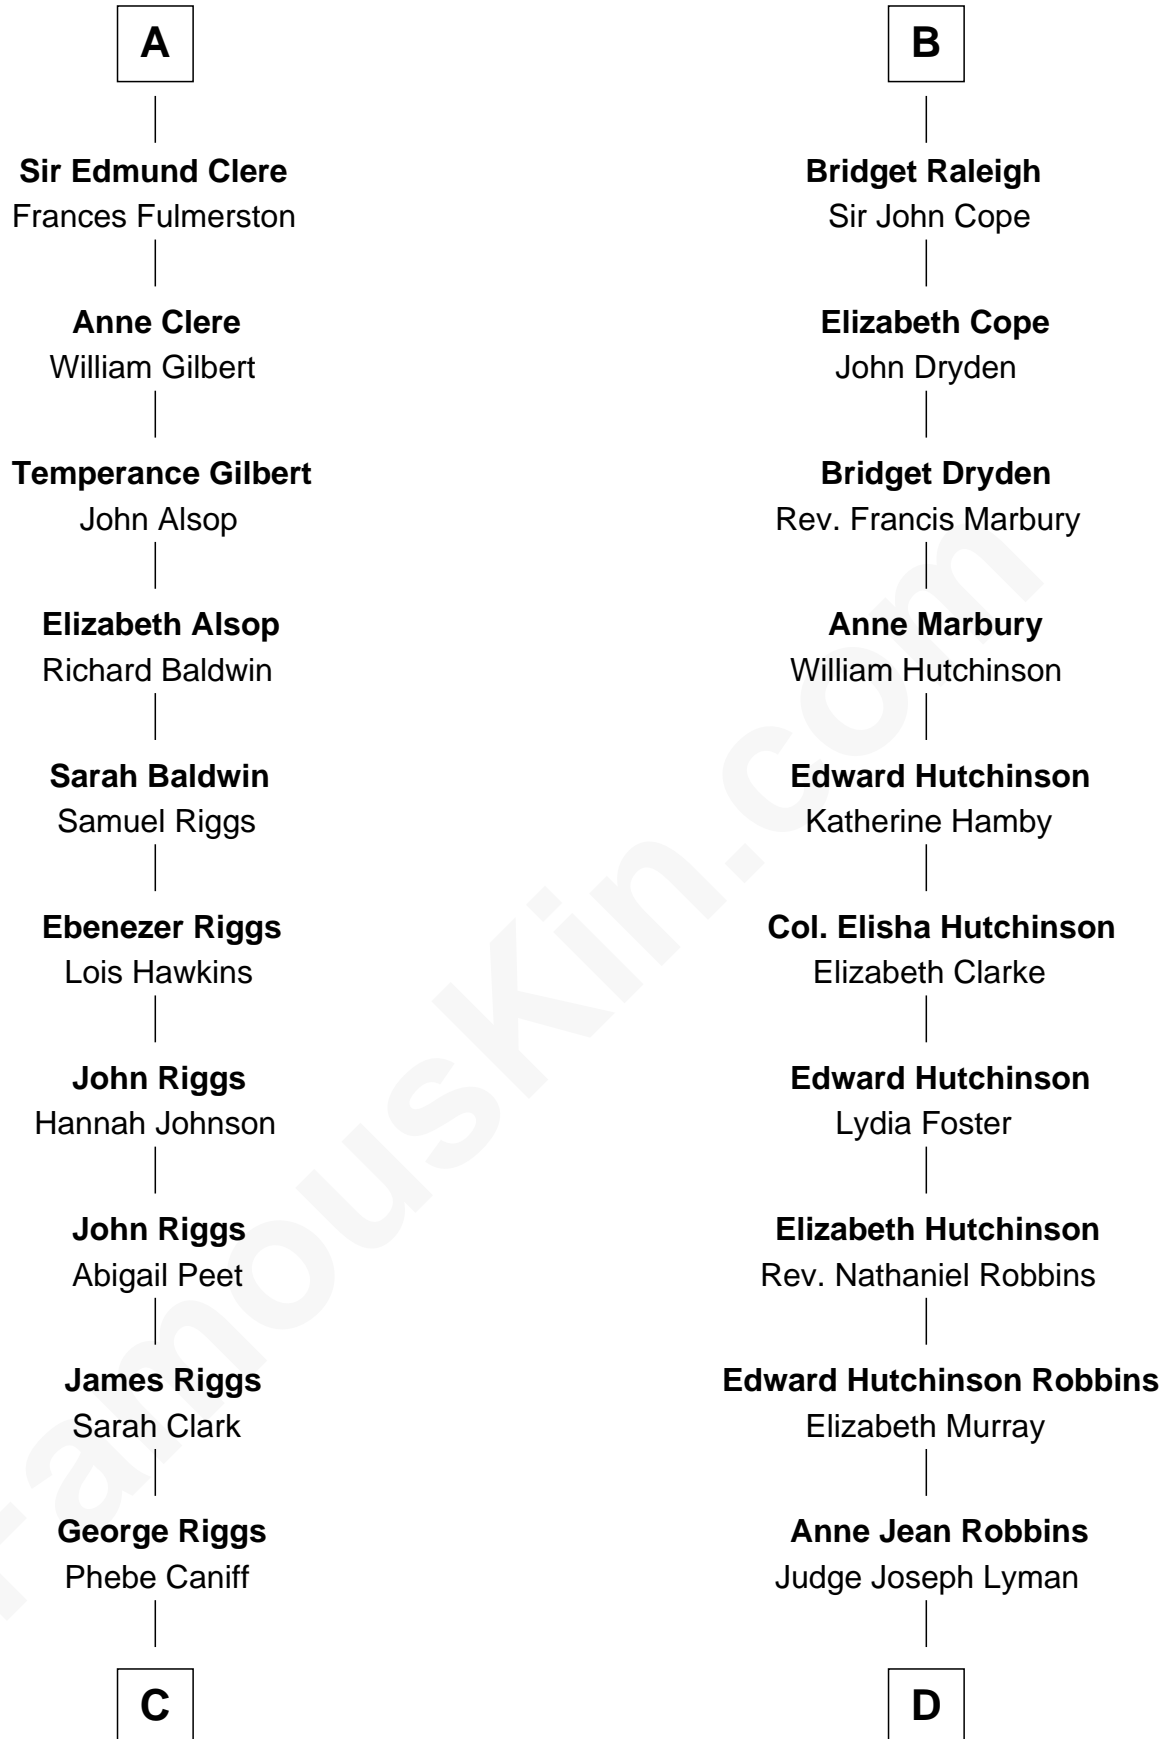 A
Sir Edmund Clere
Frances Fulmerston
Anne Clere
William Gilbert
Temperance Gilbert
John Alsop
Elizabeth Alsop
Richard Baldwin
Sarah Baldwin
Samuel Riggs
Ebenezer Riggs
Lois Hawkins
John Riggs
Hannah Johnson
John Riggs
Abigail Peet
James Riggs
Sarah Clark
George Riggs
Phebe Caniff
C
B
Bridget Raleigh
Sir John Cope
Elizabeth Cope
John Dryden
Bridget Dryden
Rev. Francis Marbury
Anne Marbury
William Hutchinson
Edward Hutchinson
Katherine Hamby
Col. Elisha Hutchinson
Elizabeth Clarke
Edward Hutchinson
Lydia Foster
Elizabeth Hutchinson
Rev. Nathaniel Robbins
Edward Hutchinson Robbins
Elizabeth Murray
Anne Jean Robbins
Judge Joseph Lyman
D
FamousKin.com